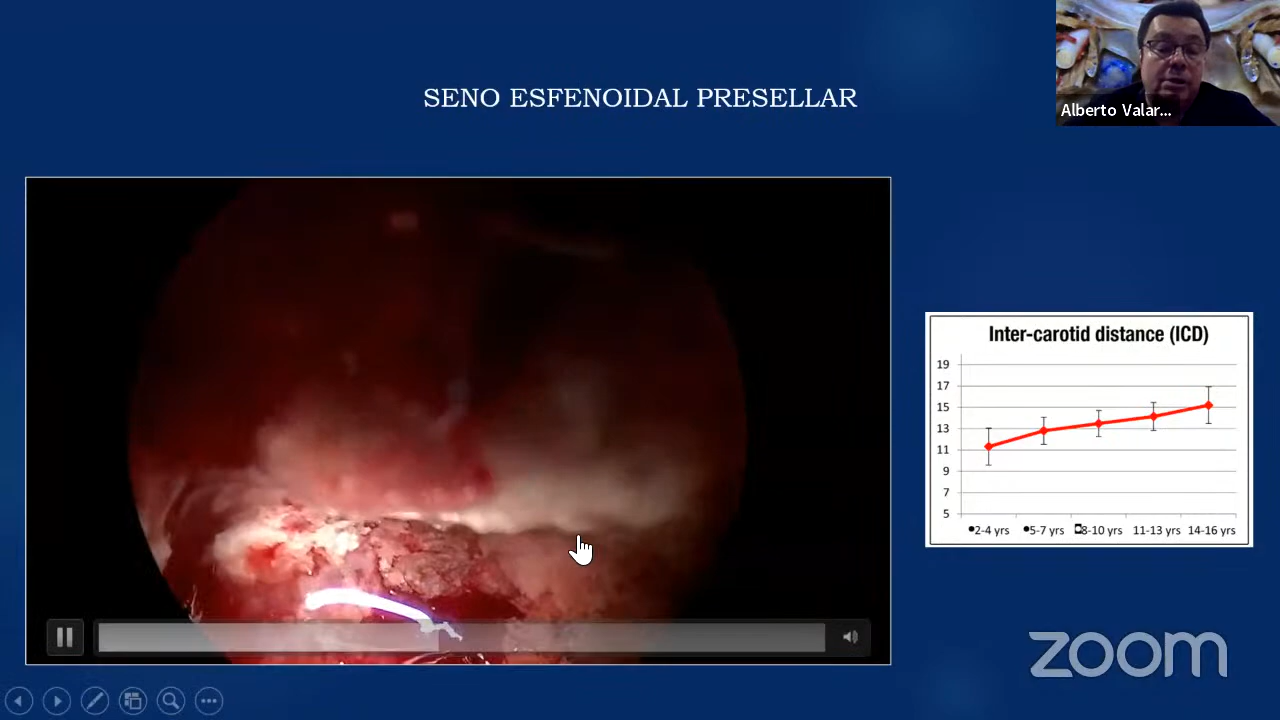 SENO ESFENOIDAL PRESELLAR
Alberto Valar...
Inter-carotid distance (ICD)
19
17
15
13
11
9
7
5
2-4 yrs 5-7 yrs 8-10 yrs 11-13 yrs 14-16 yrs
zoom